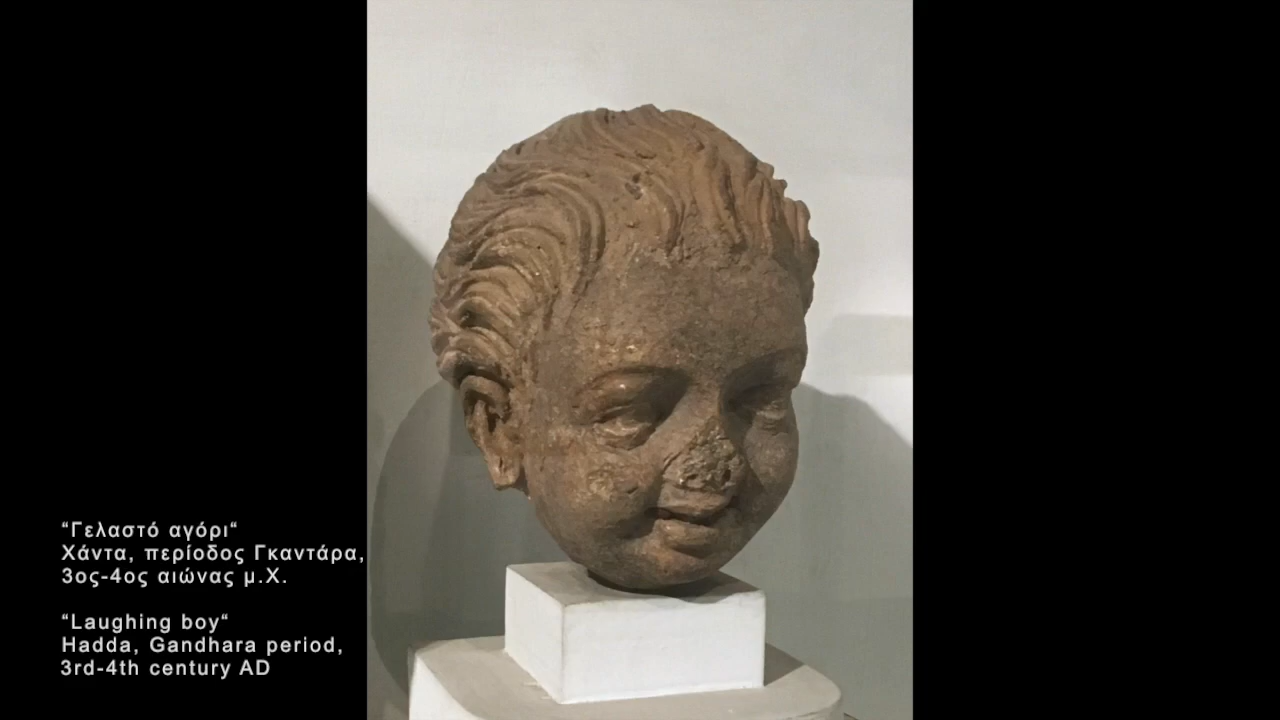 “Γελαστό αγόρι“
Χάντα, περίοδος Γκαντάρα,
3ος-4ος αιώνας μ.Χ.
“Laughing boy“
Hadda, Gandhara period,
3rd-4th century AD